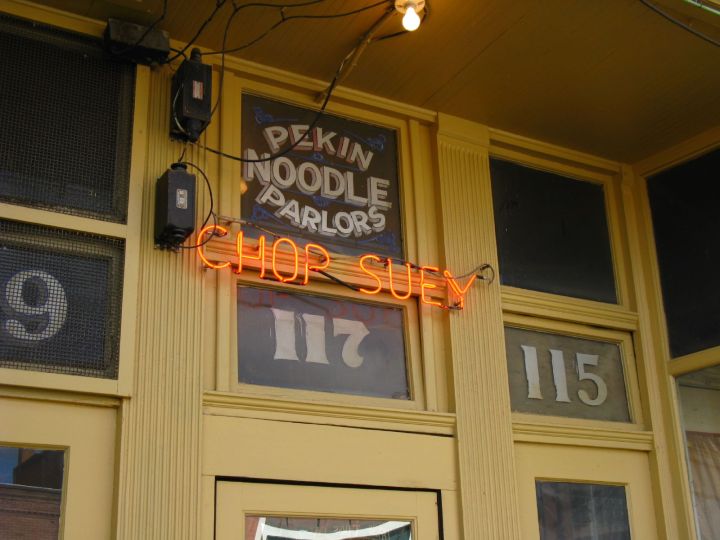 PEKIN
NOODLE
PARLORS
CHOP SUEY
9
117
115